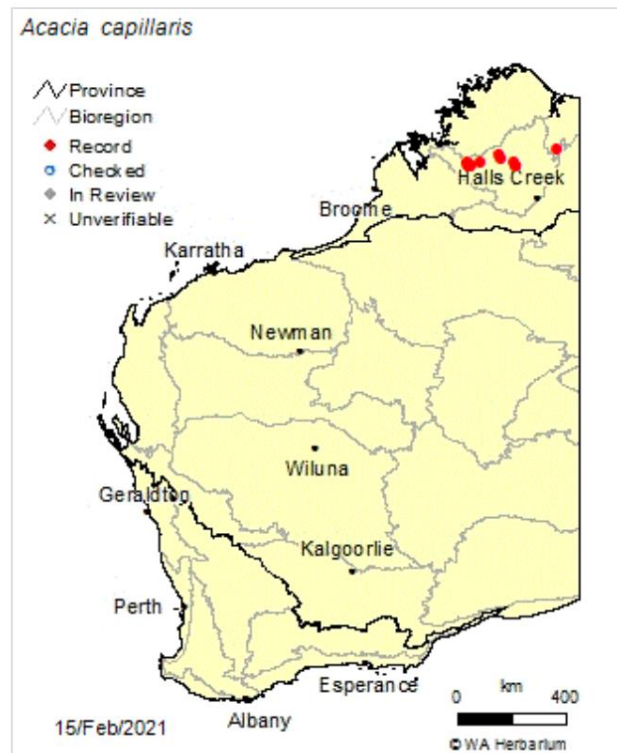 Acacia capillaris
Province
Bioregion
Record
Checked
In Review
Unverifiable
Halls Creek
Broome
Karratha
Newman
Wiluna
Geraldton
Kalgoorlie
Perth
Esperance
Albany
0 km 400
15/Feb/2021
© WA Herbarium